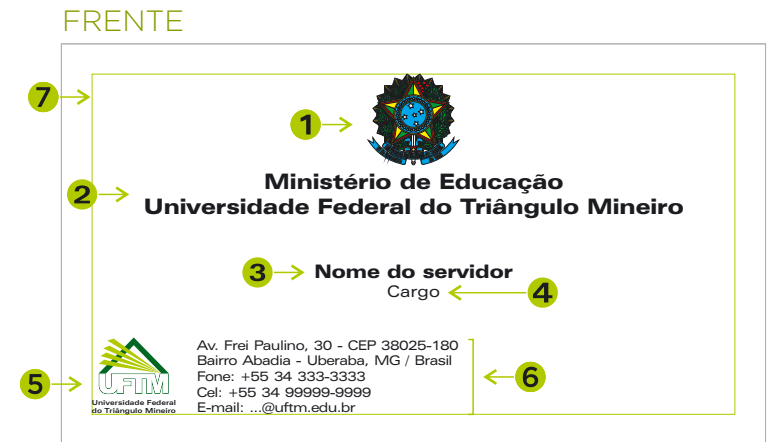 FRENTE
7
1
2
Ministério de Educação
Universidade Federal do Triângulo Mineiro
3
Nome do servidor
Cargo
4
5
UFTM
Universidade Federal
do Triângulo Mineiro
Av. Frei Paulino, 30 - CEP 38025-180
Bairro Abadia - Uberaba, MG / Brasil
Fone: +55 34 333-3333
Cel: +55 34 99999-9999
E-mail: ...@uftm.edu.br
6